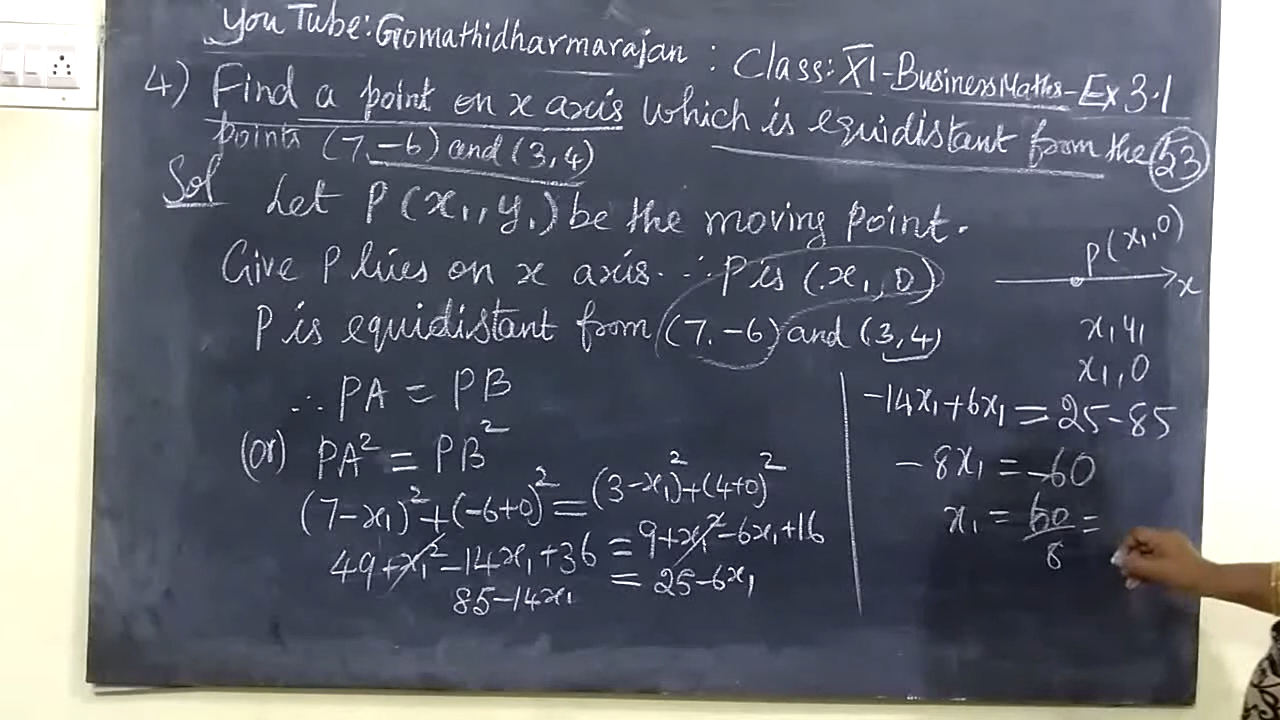 YouTube: Gomathidharmarajan : Class: XI-Business Maths-Ex 3.1
4) Find a point on x axis which is equidistant from the 53
points (7,-6) and (3,4)
Sol Let P(x₁, y₁) be the moving point.
Give P lies on x axis. ∴ P is (x₁, 0)
P is equidistant from (7.-6) and (3,4)
∴ PA = PB
(or) PA² = PB²
(7-x₁)²+(-6+0)² = (3-x₁)²+(4+0)²
49+x₁²-14x₁+36 = 9+x₁²-6x₁+16
85-14x₁ = 25-6x₁
P(x₁,0)
x
x₁ y₁
x₁, 0
-14x₁+6x₁ = 25-85
-8x₁ = -60
x₁ = 60/8 =